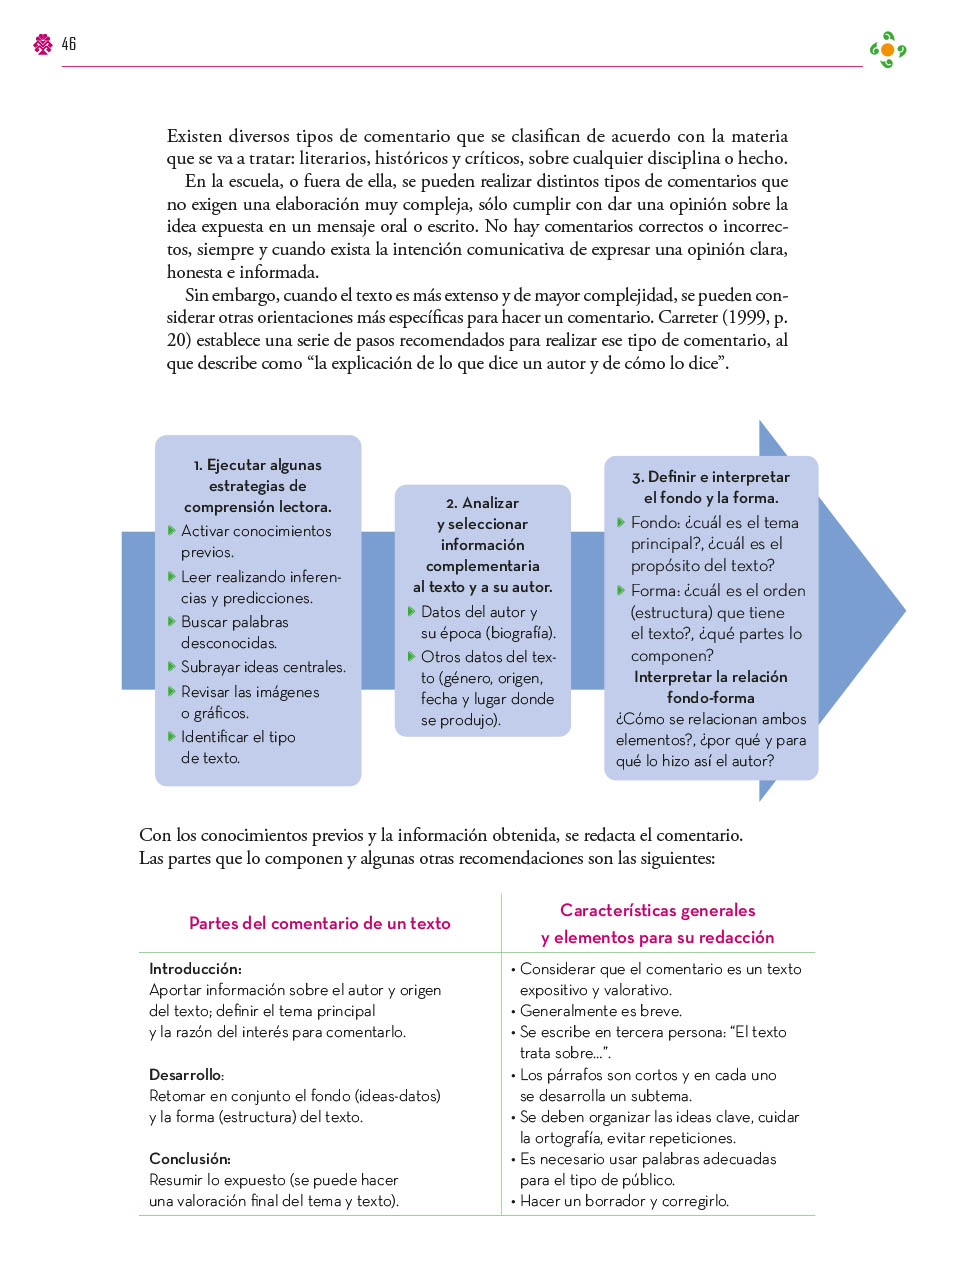 46
Existen diversos tipos de comentario que se clasifican de acuerdo con la materia
que se va a tratar: literarios, históricos y críticos, sobre cualquier disciplina o hecho.
En la escuela, o fuera de ella, se pueden realizar distintos tipos de comentarios que
no exigen una elaboración muy compleja, sólo cumplir con dar una opinión sobre la
idea expuesta en un mensaje oral o escrito. No hay comentarios correctos o incorrec-
tos, siempre y cuando exista la intención comunicativa de expresar una opinión clara,
honesta e informada.
Sin embargo, cuando el texto es más extenso y de mayor complejidad, se pueden con-
siderar otras orientaciones más específicas para hacer un comentario. Carreter (1999, p.
20) establece una serie de pasos recomendados para realizar ese tipo de comentario, al
que describe como “la explicación de lo que dice un autor y de cómo lo dice”.
1. Ejecutar algunas
estrategias de
comprensión lectora.
Activar conocimientos
previos.
Leer realizando inferen-
cias y predicciones.
Buscar palabras
desconocidas.
Subrayar ideas centrales.
Revisar las imágenes
o gráficos.
Identificar el tipo
de texto.
2. Analizar
y seleccionar
información
complementaria
al texto y a su autor.
Datos del autor y
su época (biografía).
Otros datos del tex-
to (género, origen,
fecha y lugar donde
se produjo).
3. Definir e interpretar
el fondo y la forma.
Fondo: ¿cuál es el tema
principal?, ¿cuál es el
propósito del texto?
Forma: ¿cuál es el orden
(estructura) que tiene
el texto?, ¿qué partes lo
componen?
Interpretar la relación
fondo-forma
¿Cómo se relacionan ambos
elementos?, ¿por qué y para
qué lo hizo así el autor?
Con los conocimientos previos y la información obtenida, se redacta el comentario.
Las partes que lo componen y algunas otras recomendaciones son las siguientes:
Partes del comentario de un texto
Introducción:
Aportar información sobre el autor y origen
del texto; definir el tema principal
y la razón del interés para comentarlo.
Desarrollo:
Retomar en conjunto el fondo (ideas-datos)
y la forma (estructura) del texto.
Conclusión:
Resumir lo expuesto (se puede hacer
una valoración final del tema y texto).
Características generales
y elementos para su redacción
• Considerar que el comentario es un texto
expositivo y valorativo.
• Generalmente es breve.
• Se escribe en tercera persona: “El texto
trata sobre...”.
• Los párrafos son cortos y en cada uno
se desarrolla un subtema.
• Se deben organizar las ideas clave, cuidar
la ortografía, evitar repeticiones.
• Es necesario usar palabras adecuadas
para el tipo de público.
• Hacer un borrador y corregirlo.